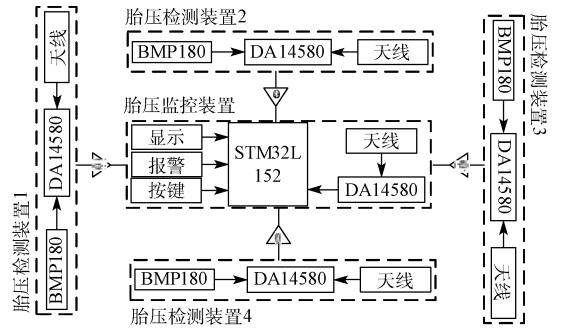 胎压检测装置2
BMP180
DA14580
天线
胎压监控装置
显示
报警
按键
STM32L
152
天线
DA14580
天线
DA14580
BMP180
胎压检测装置1
BMP180
DA14580
天线
胎压检测装置3
BMP180
DA14580
天线
胎压检测装置4